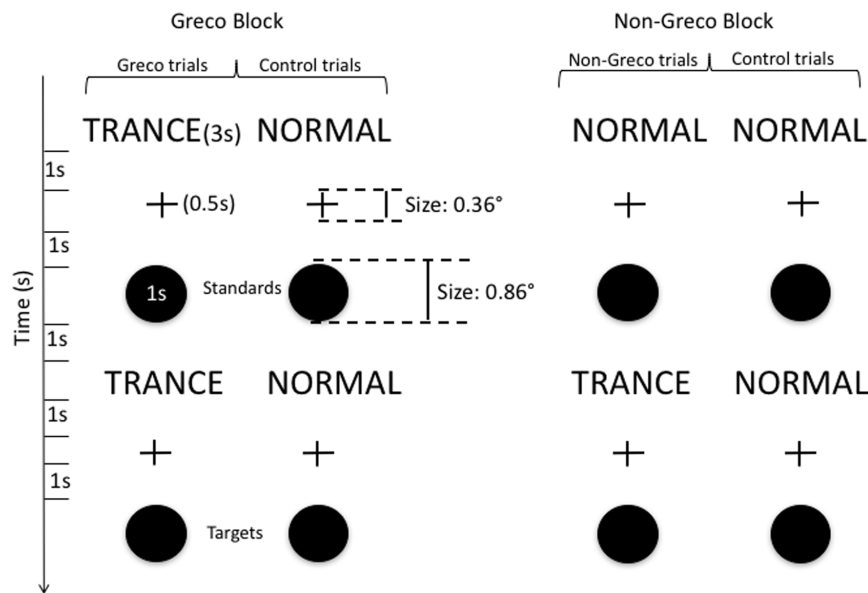 Greco Block Non-Greco Block
Greco trials Control trials Non-Greco trials Control trials
TRANCE(3s) NORMAL NORMAL NORMAL
1s
(0.5s) Size: 0.36°
1s
1s Standards Size: 0.86°
Time (s)
1s
TRANCE NORMAL TRANCE NORMAL
1s
1s
Targets